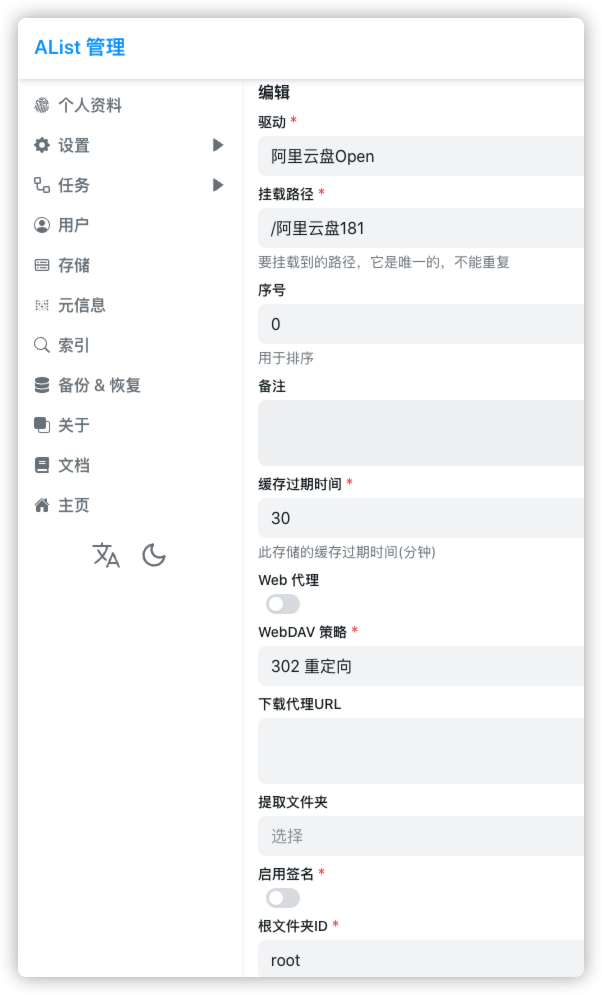 AList 管理
个人资料
设置
任务
用户
存储
元信息
索引
备份 & 恢复
关于
文档
主页
编辑
驱动 *
阿里云盘Open
挂载路径 *
/阿里云盘181
要挂载到的路径，它是唯一的，不能重复
序号
0
用于排序
备注
缓存过期时间 *
30
此存储的缓存过期时间(分钟)
Web 代理
WebDAV 策略 *
302 重定向
下载代理URL
提取文件夹
选择
启用签名 *
根文件夹ID *
root